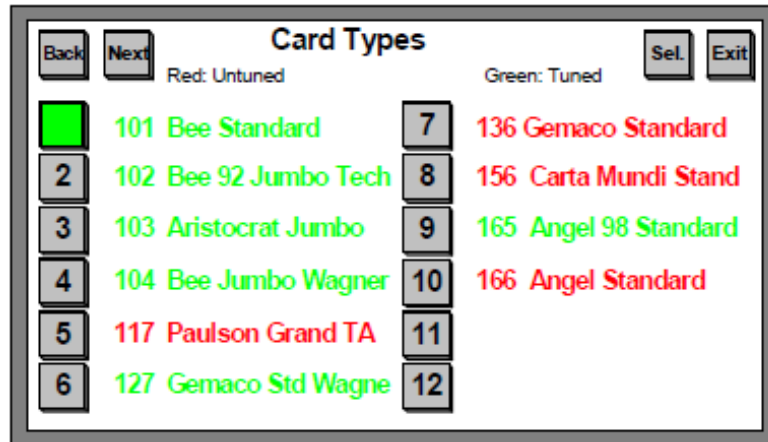 Back Next Card Types Sel. Exit
Red: Untuned Green: Tuned
101 Bee Standard 7 136 Gemaco Standard
2 102 Bee 92 Jumbo Tech 8 156 Carta Mundi Stand
3 103 Aristocrat Jumbo 9 165 Angel 98 Standard
4 104 Bee Jumbo Wagner 10 166 Angel Standard
5 117 Paulson Grand TA 11
6 127 Gemaco Std Wagne 12